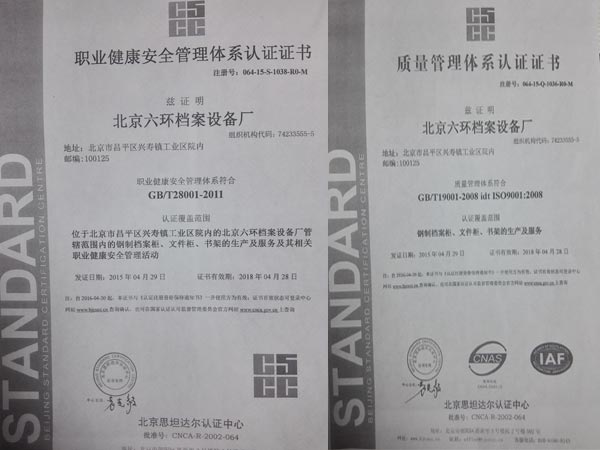 C5
CC
职业健康安全管理体系认证证书
注册号：064-15-S-1038-R0-M
兹 证 明
北京六环档案设备厂
组织机构代码：74233555-5
地址：北京市昌平区兴寿镇工业区院内
邮编:100125
职业健康安全管理体系符合
GB/T28001-2011
认证覆盖范围
位于北京市昌平区兴寿镇工业区院内的北京六环档案设备厂管
辖范围内的钢制档案柜、文件柜、书架的生产及服务及其相关
职业健康安全管理活动
发证日期：2015 年 04 月 29 日 证书有效期：2018 年 04 月 28 日
C5
CC
北京思坦达尔认证中心
批准号：CNCA-R-2002-064
STANDARD
BEIJING STANDARD CERTIFICATION CENTRE
C5
CC
质量管理体系认证证书
注册号：064-15-Q-1036-R0-M
兹 证 明
北京六环档案设备厂
组织机构代码：74233555-5
地址：北京市昌平区兴寿镇工业区院内
邮编:100125
质量管理体系符合
GB/T19001-2008 idt ISO9001:2008
认证覆盖范围
钢制档案柜、文件柜、书架的生产及服务
发证日期：2015 年 04 月 29 日 证书有效期：2018 年 04 月 28 日
CNAS
IAF
北京思坦达尔认证中心
批准号：CNCA-R-2002-064
STANDARD
BEIJING STANDARD CERTIFICATION CENTRE